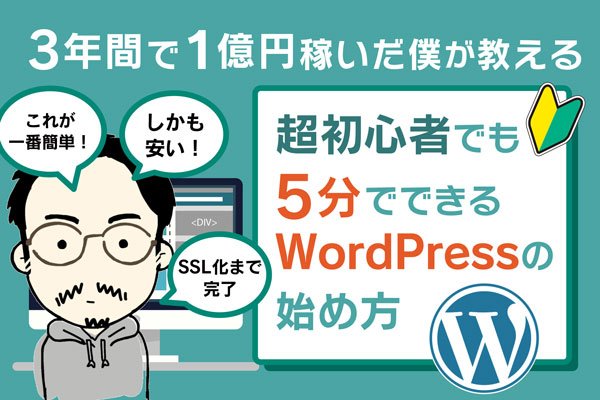 3年間で1億円稼いだ僕が教える
これが
一番簡単！
しかも
安い！
超初心者でも
5分でできる
WordPressの
始め方
<DIV>
SSL化まで
完了
W